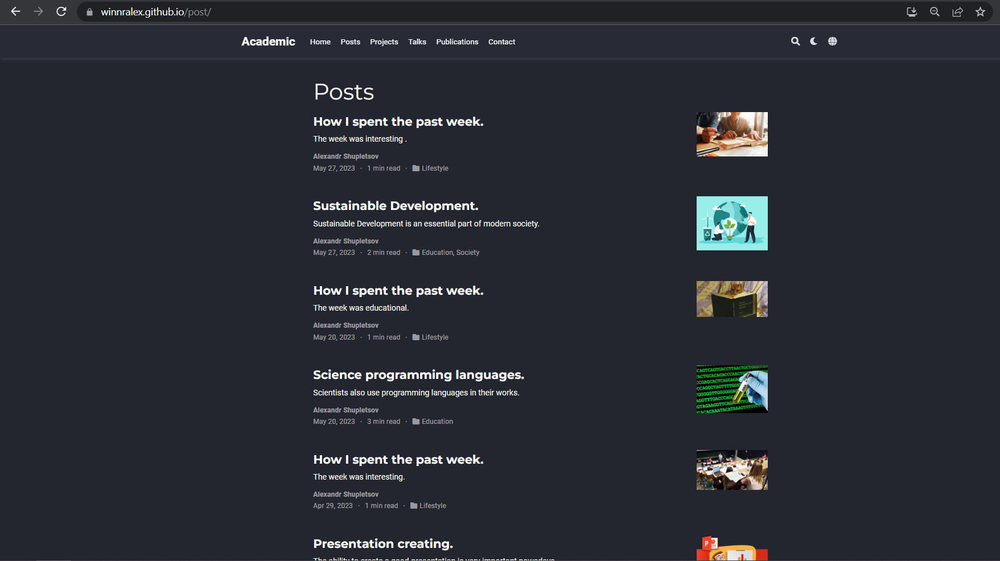 winnralex.github.io/post/
Academic Home Posts Projects Talks Publications Contact
Posts
How I spent the past week.
The week was interesting .
Alexandr Shupletsov
May 27, 2023 · 1 min read · Lifestyle
Sustainable Development.
Sustainable Development is an essential part of modern society.
Alexandr Shupletsov
May 27, 2023 · 2 min read · Education, Society
How I spent the past week.
The week was educational.
Alexandr Shupletsov
May 20, 2023 · 1 min read · Lifestyle
Science programming languages.
Scientists also use programming languages in their works.
Alexandr Shupletsov
May 20, 2023 · 3 min read · Education
How I spent the past week.
The week was interesting.
Alexandr Shupletsov
Apr 29, 2023 · 1 min read · Lifestyle
Presentation creating.
P
The ability to create a good presentation is very important nowadays